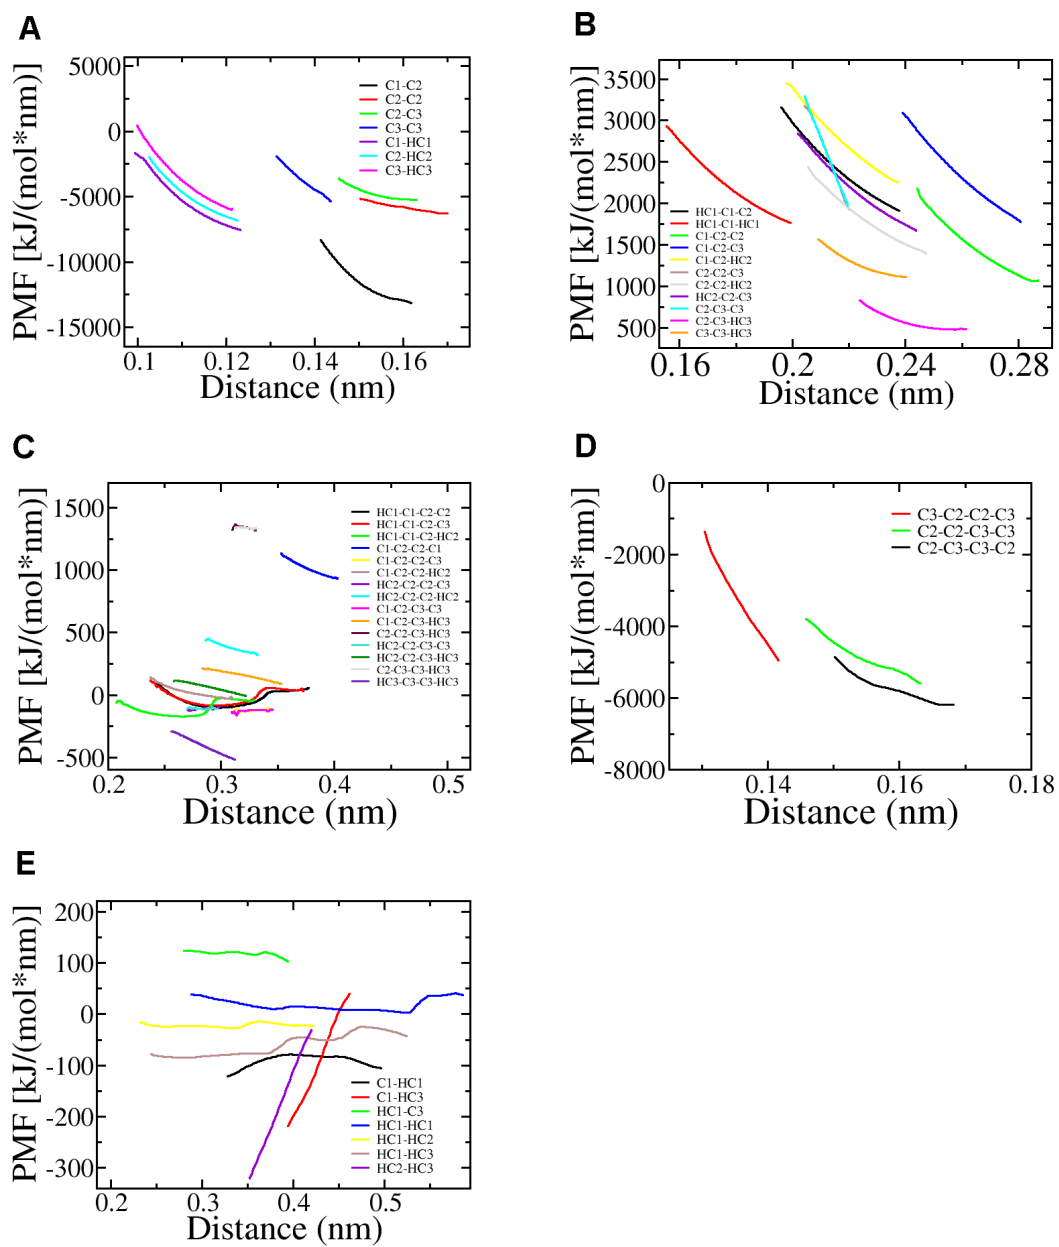 A
PMF [kJ/(mol*nm)]
5000
0
-5000
-10000
-15000
C1-C2
C2-C2
C2-C3
C3-C3
C1-HC1
C2-HC2
C3-HC3
0.1
0.12
0.14
0.16
Distance (nm)
B
PMF [kJ/(mol*nm)]
3500
3000
2500
2000
1500
1000
500
HC1-C1-C2
HC1-C1-HC1
C1-C2-C2
C1-C2-C3
C1-C2-HC2
C2-C2-C3
C2-C2-HC2
HC2-C2-C3
C2-C3-C3
C2-C3-HC3
C3-C3-HC3
0.16
0.2
0.24
0.28
Distance (nm)
C
PMF [kJ/(mol*nm)]
1500
1000
500
0
-500
HC1-C1-C2-C2
HC1-C1-C2-C3
HC1-C1-C2-HC2
C1-C2-C2-C1
C1-C2-C2-C3
C1-C2-C2-HC2
HC2-C2-C2-C3
HC2-C2-C2-HC2
C1-C2-C3-C3
C1-C2-C3-HC3
C2-C2-C3-HC3
HC2-C2-C3-C3
HC2-C2-C3-HC3
C2-C3-C3-HC3
HC3-C3-C3-HC3
0.2
0.3
0.4
0.5
Distance (nm)
D
PMF [kJ/(mol*nm)]
0
-2000
-4000
-6000
-8000
C3-C2-C2-C3
C2-C2-C3-C3
C2-C3-C3-C2
0.14
0.16
0.18
Distance (nm)
E
PMF [kJ/(mol*nm)]
200
100
0
-100
-200
-300
C1-HC1
C1-HC3
HC1-C3
HC1-HC1
HC1-HC2
HC1-HC3
HC2-HC3
0.2
0.3
0.4
0.5
Distance (nm)